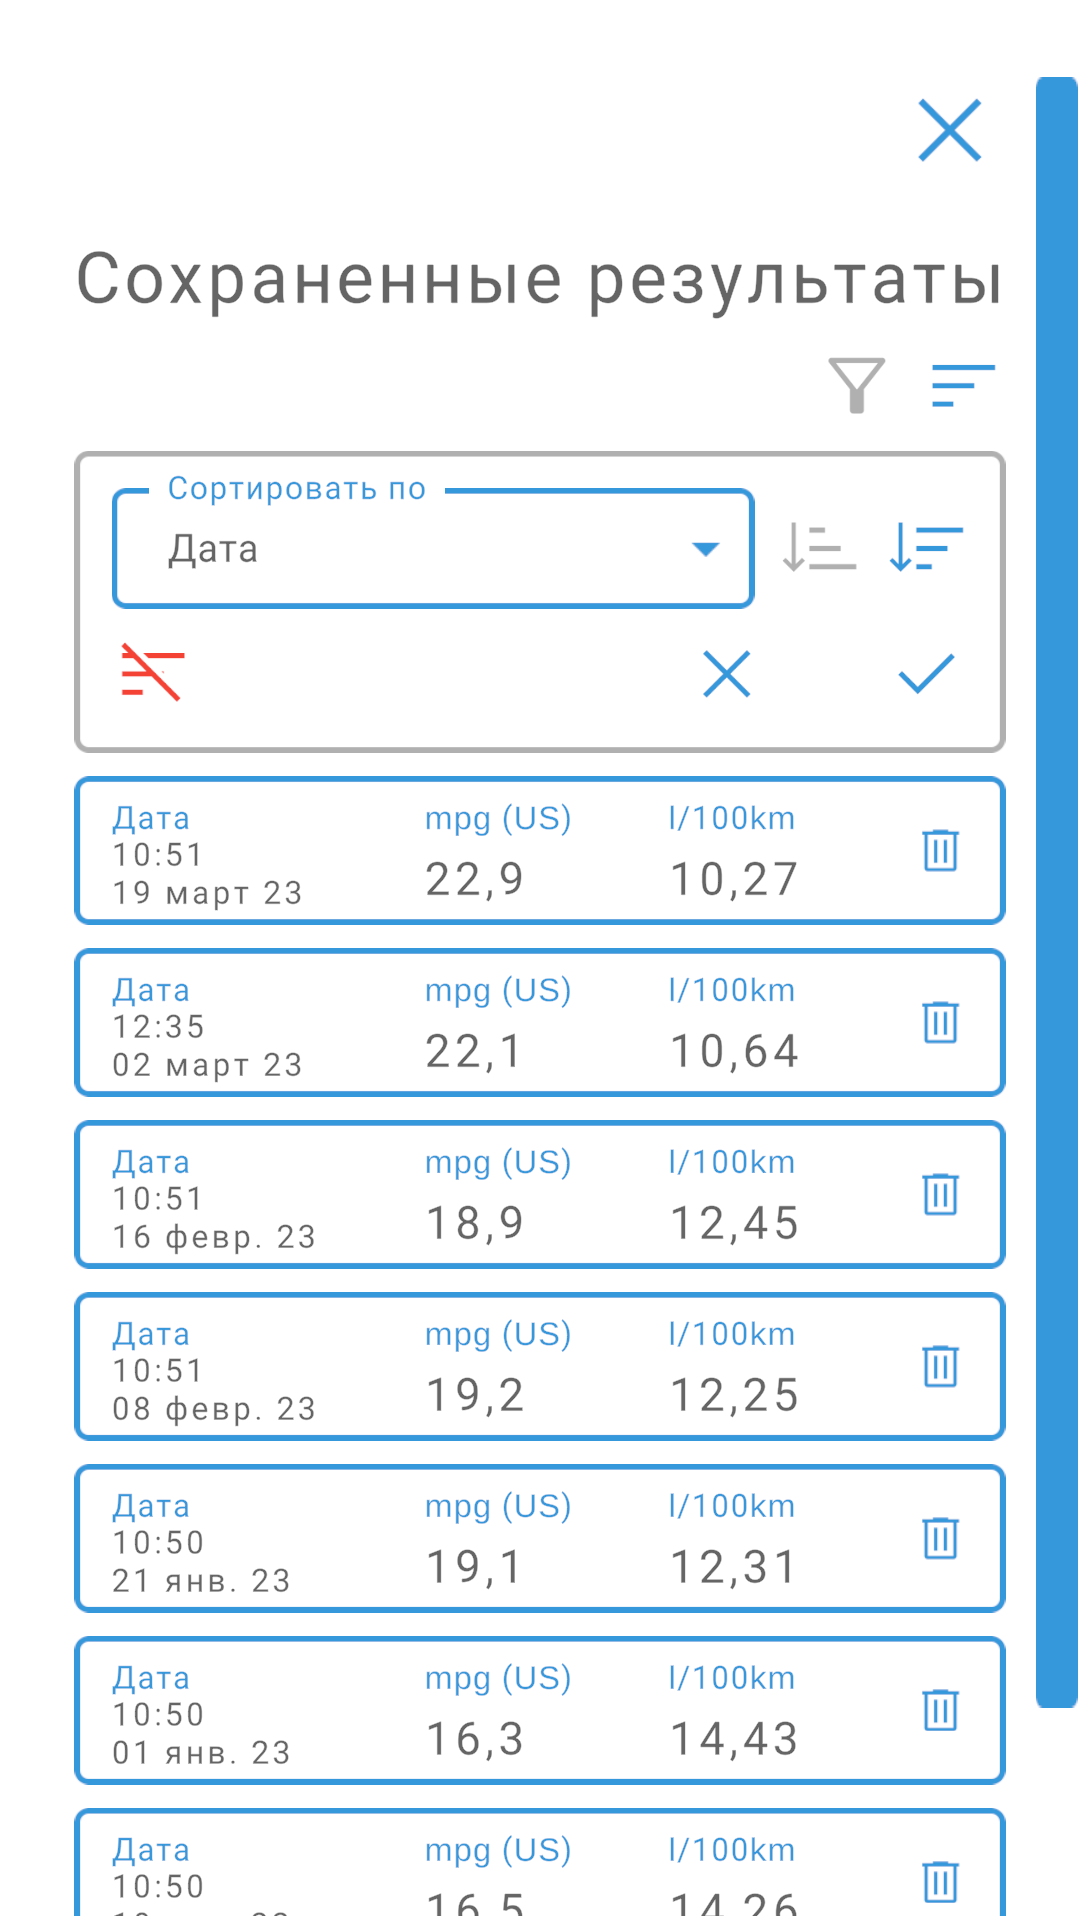 Сохраненные результаты
Сортировать по
Дата
Дата mpg (US) l/100km
10:51
22,9 10,27
19 март 23
Дата mpg (US) l/100km
12:35
22,1 10,64
02 март 23
Дата mpg (US) l/100km
10:51
18,9 12,45
16 февр. 23
Дата mpg (US) l/100km
10:51
19,2 12,25
08 февр. 23
Дата mpg (US) l/100km
10:50
19,1 12,31
21 янв. 23
Дата mpg (US) l/100km
10:50
16,3 14,43
01 янв. 23
Дата mpg (US) l/100km
10:50
16,5 14,26